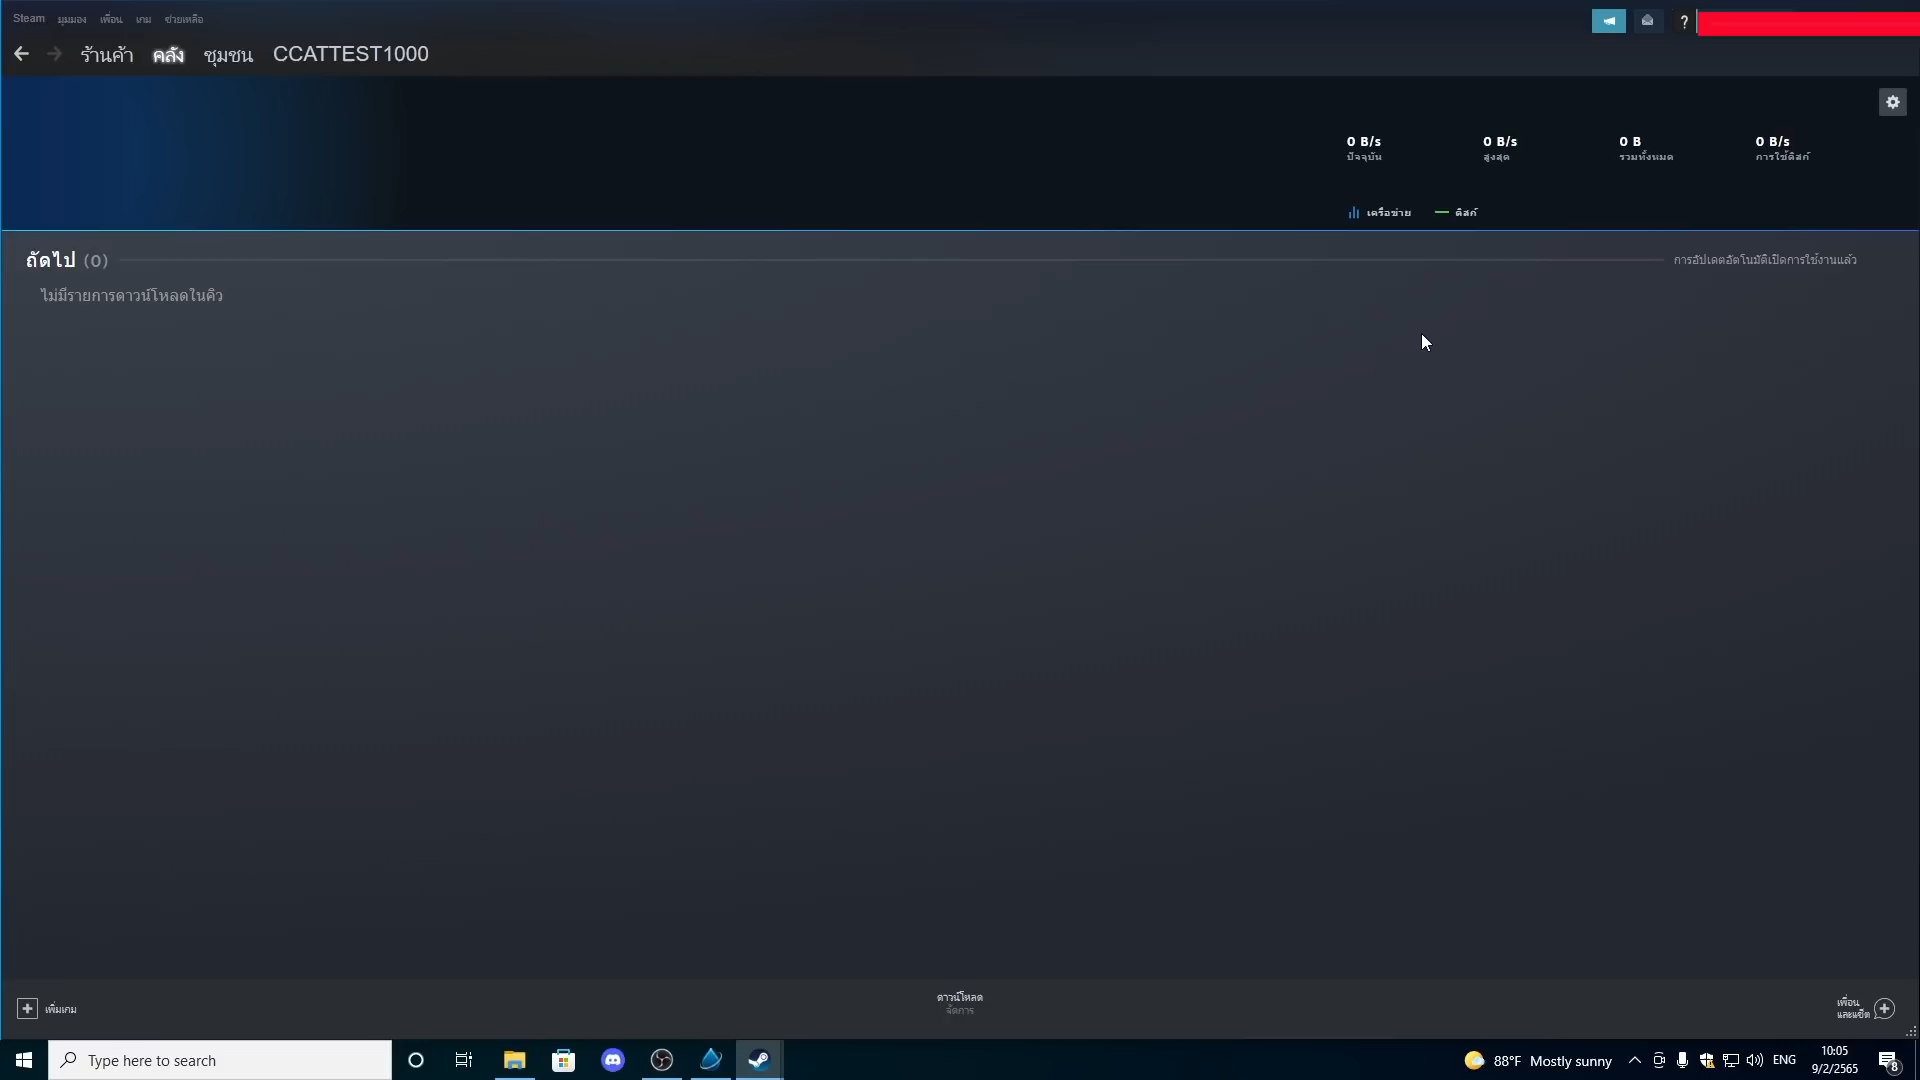 Steam มุมมอง เพื่อน เกม ช่วยเหลือ
?
ร้านค้า คลัง ชุมชน CCATTEST1000
0 B/s 0 B/s 0 B 0 B/s
ปัจจุบัน สูงสุด รวมทั้งหมด การใช้ดิสก์
เครือข่าย ดิสก์
ถัดไป (0) การอัปเดตอัตโนมัติเปิดการใช้งานแล้ว
ไม่มีรายการดาวน์โหลดในคิว
เพิ่มเกม
ดาวน์โหลด
จัดการ
เพื่อน
และแช็ต
Type here to search
88°F Mostly sunny
ENG
10:05
9/2/2565
8